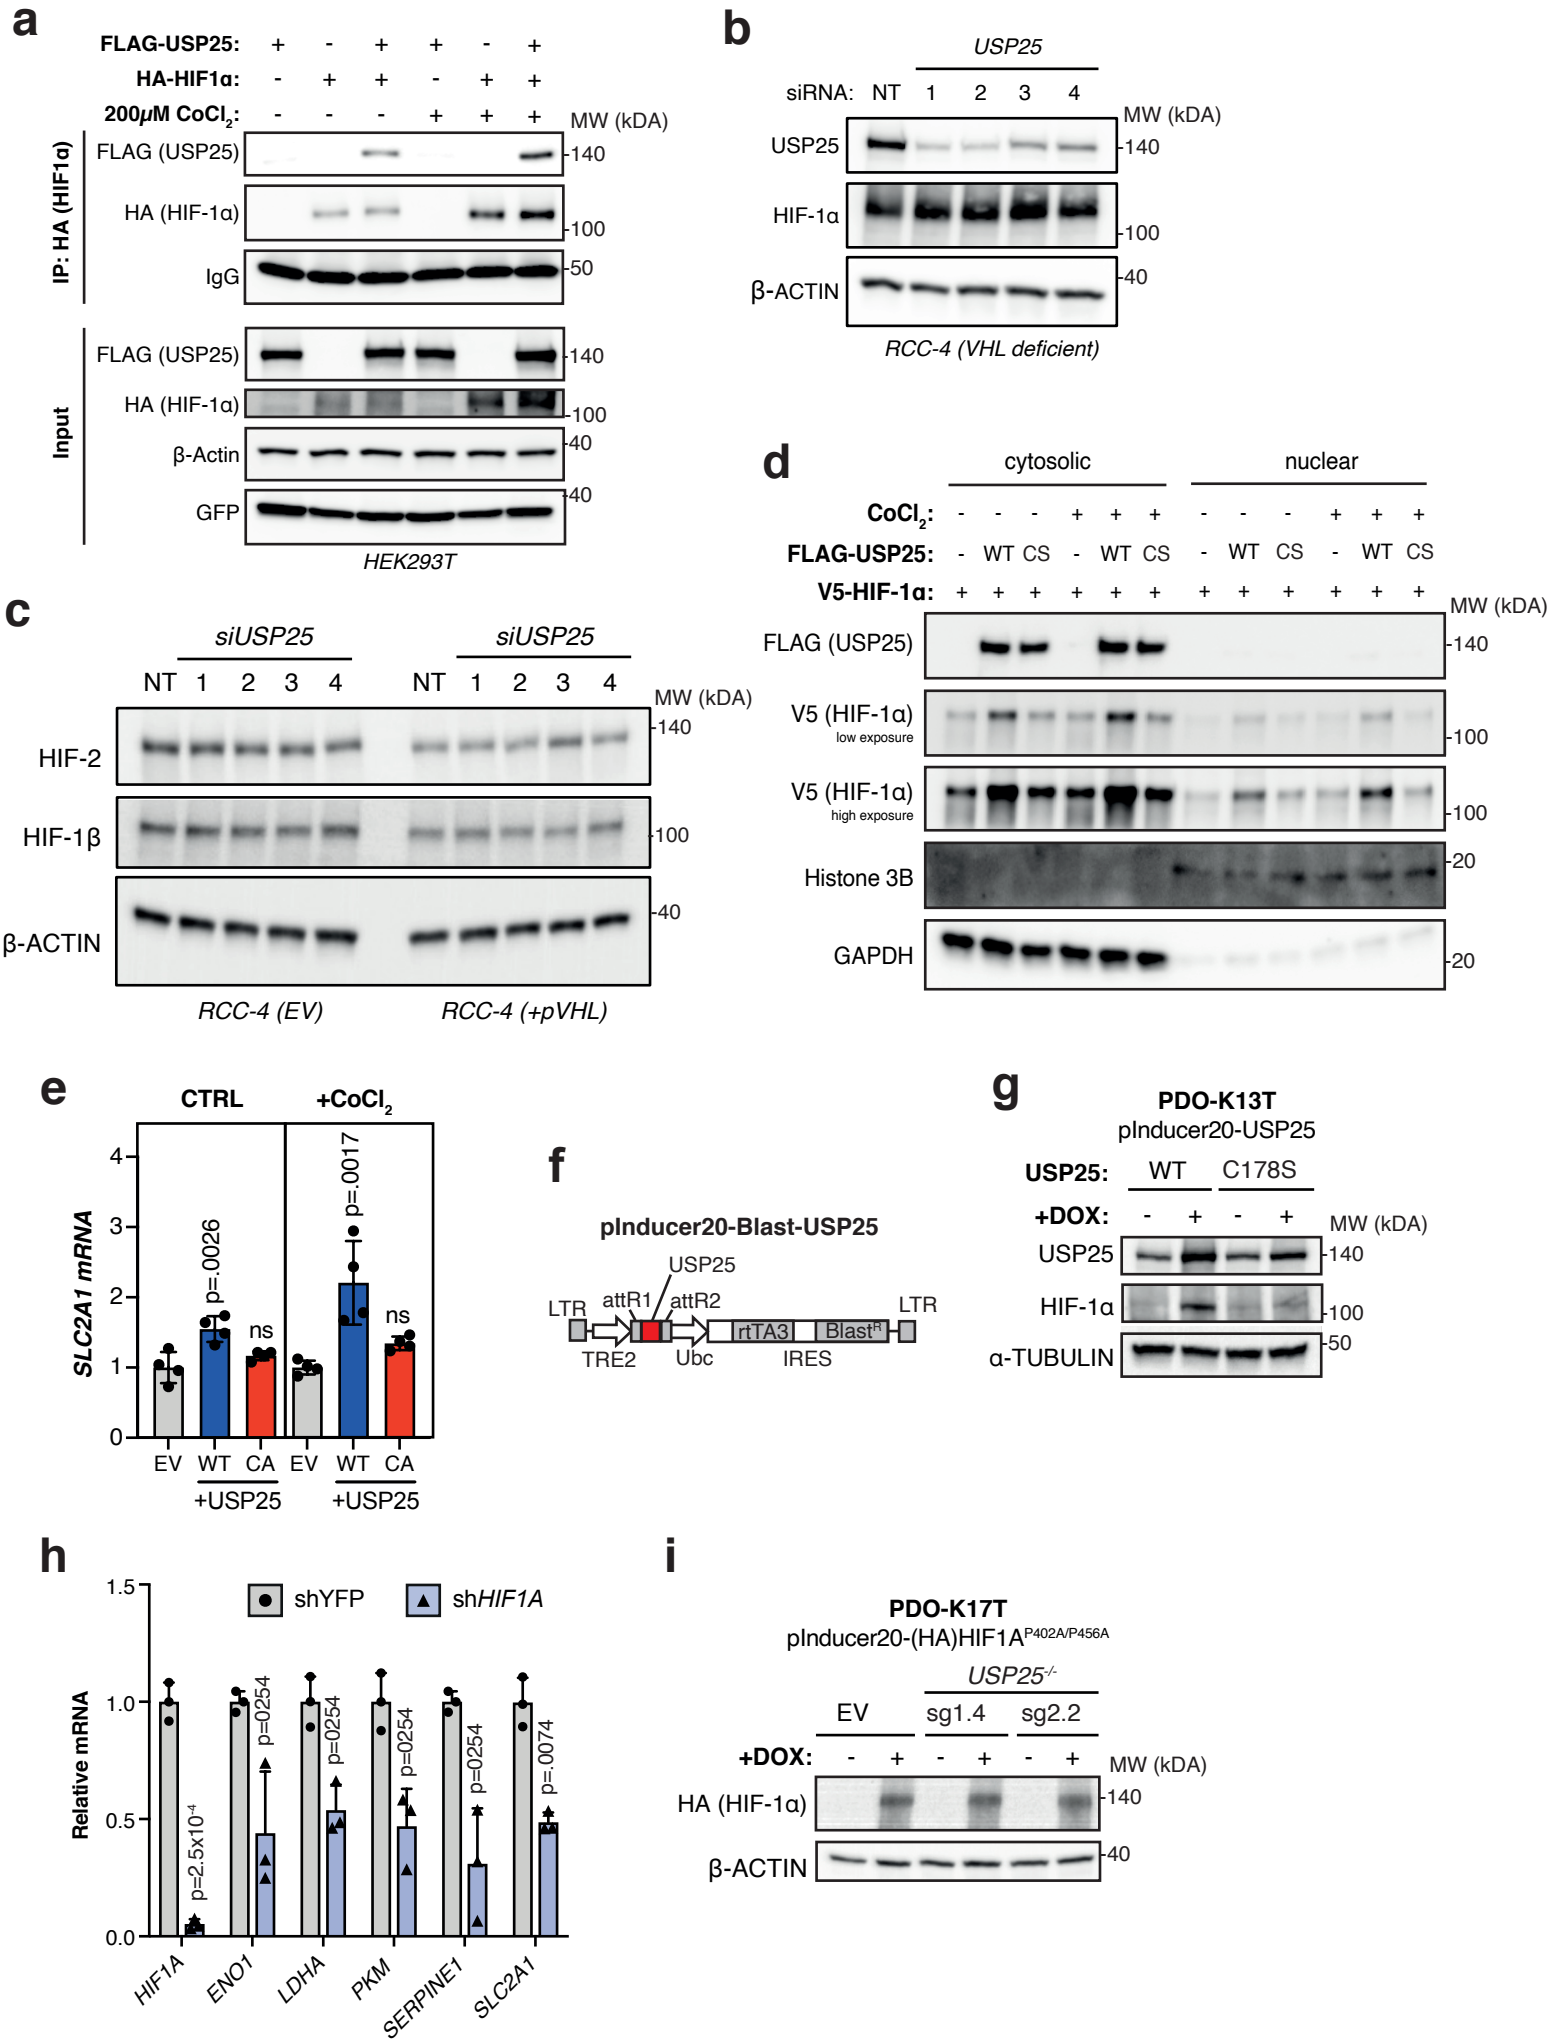 a
FLAG-USP25: + - + + - +
HA-HIF1α: - + + - + +
200µM CoCl2: - - - + + +
MW (kDA)
IP: HA (HIF1α)
FLAG (USP25) -140
HA (HIF-1α) -100
IgG -50
Input
FLAG (USP25) -140
HA (HIF-1α) -100
β-Actin -40
GFP -40
HEK293T
b
USP25
siRNA: NT 1 2 3 4
MW (kDA)
USP25 -140
HIF-1α -100
β-ACTIN -40
RCC-4 (VHL deficient)
c
siUSP25 siUSP25
NT 1 2 3 4 NT 1 2 3 4
MW (kDA)
HIF-2 -140
HIF-1β -100
β-ACTIN -40
RCC-4 (EV) RCC-4 (+pVHL)
d
cytosolic nuclear
CoCl2: - - - + + + - - - + + +
FLAG-USP25: - WT CS - WT CS - WT CS - WT CS
V5-HIF-1α: + + + + + + + + + + + +
MW (kDA)
FLAG (USP25) -140
V5 (HIF-1α)
low exposure -100
V5 (HIF-1α)
high exposure -100
Histone 3B -20
GAPDH -20
e
CTRL +CoCl2
SLC2A1 mRNA
4
3
2
1
0
p=.0026
ns
p=.0017
ns
EV WT CA EV WT CA
+USP25 +USP25
f
pInducer20-Blast-USP25
USP25
LTR attR1 attR2 LTR
rtTA3 BlastR
TRE2 Ubc IRES
g
PDO-K13T
pInducer20-USP25
USP25: WT C178S
+DOX: - + - +
MW (kDA)
USP25 -140
HIF-1α -100
α-TUBULIN -50
h
shYFP shHIF1A
Relative mRNA
1.5
1.0
0.5
0.0
p=2.5x10-4
p=0254
p=0254
p=0254
p=0254
p=.0074
HIF1A ENO1 LDHA PKM SERPINE1 SLC2A1
i
PDO-K17T
pInducer20-(HA)HIF1AP402A/P456A
USP25-/-
EV sg1.4 sg2.2
+DOX: - + - + - +
MW (kDA)
HA (HIF-1α) -140
β-ACTIN -40